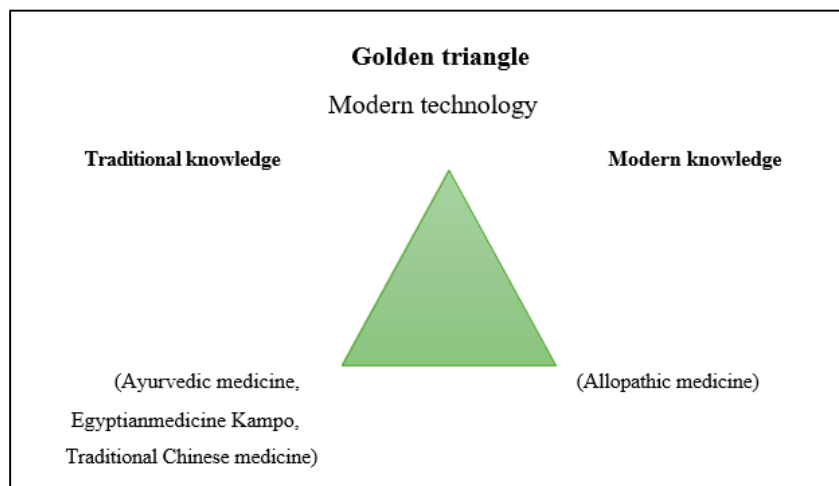 Golden triangle
Modern technology
Traditional knowledge
Modern knowledge
(Ayurvedic medicine,
Egyptianmedicine Kampo,
Traditional Chinese medicine)
(Allopathic medicine)